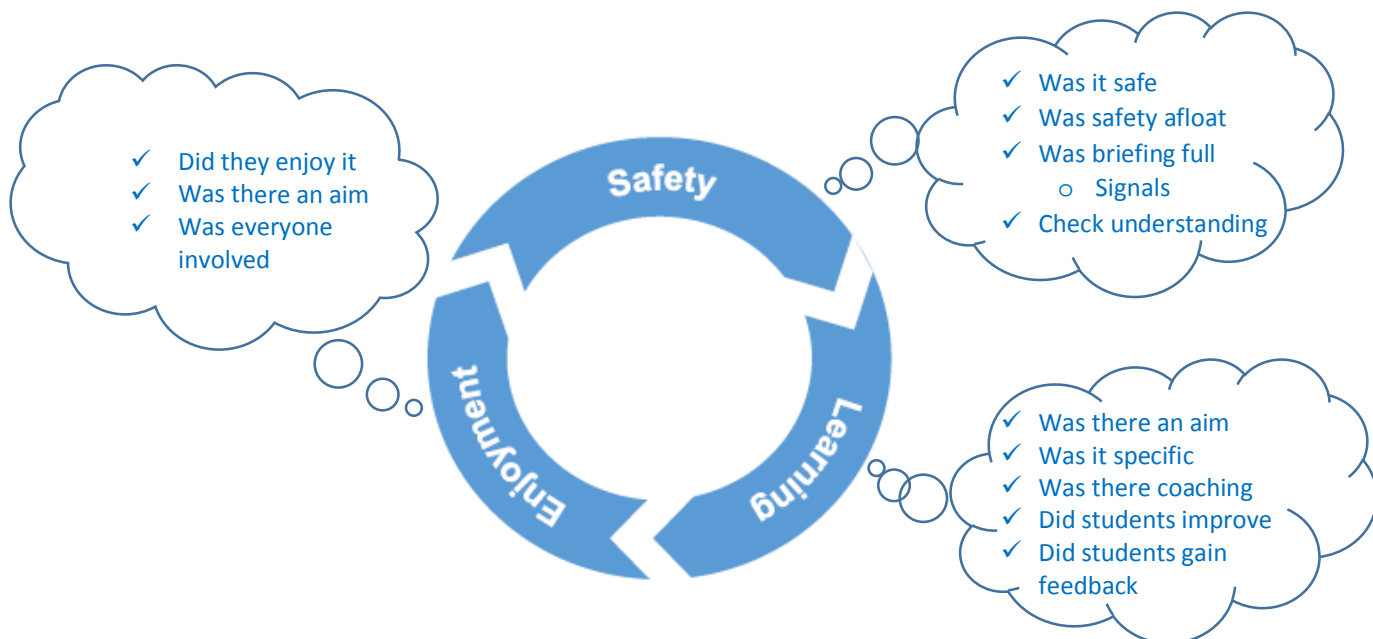 Safety
Learning
Enjoyment
✓ Did they enjoy it
✓ Was there an aim
✓ Was everyone
involved
✓ Was it safe
✓ Was safety afloat
✓ Was briefing full
o Signals
✓ Check understanding
✓ Was there an aim
✓ Was it specific
✓ Was there coaching
✓ Did students improve
✓ Did students gain
feedback